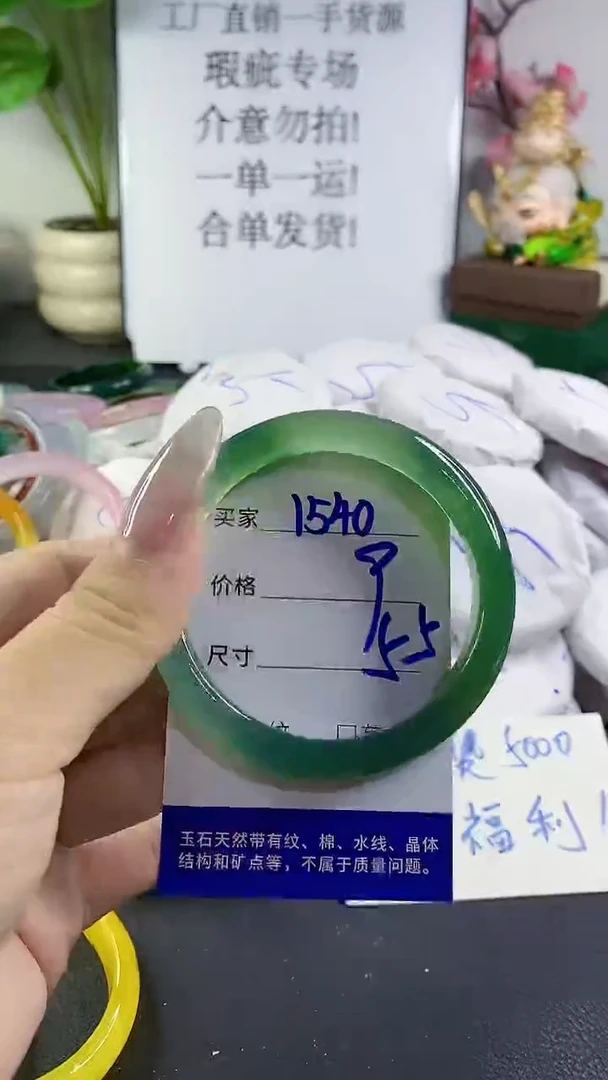 工厂直销一手货源
瑕疵专场
介意勿拍!
一单一运!
合单发货!
买家 1540
价格
尺寸 55
5000
福利!
玉石天然带有纹、棉、水线、晶体
结构和矿点等，不属于质量问题。